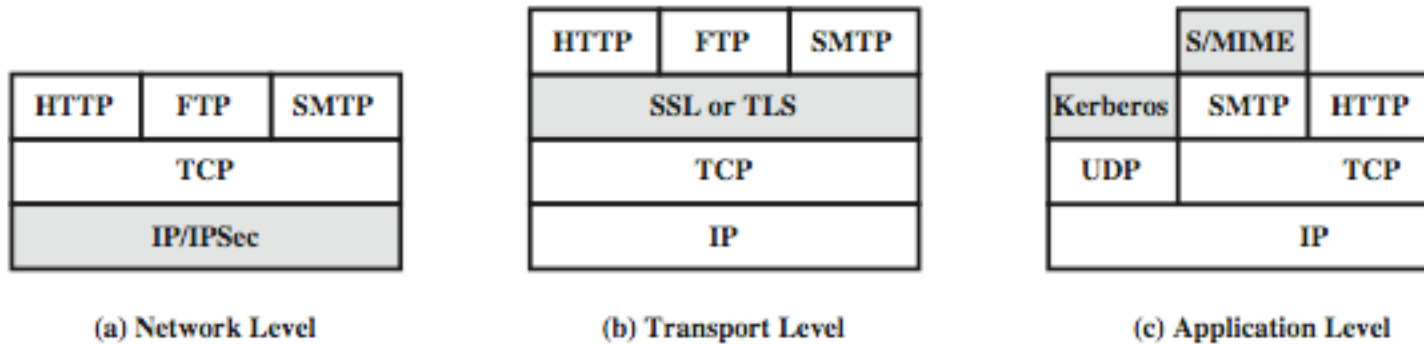 HTTP FTP SMTP
TCP
IP/IPSec
(a) Network Level
HTTP FTP SMTP
SSL or TLS
TCP
IP
(b) Transport Level
S/MIME
Kerberos SMTP HTTP
UDP TCP
IP
(c) Application Level